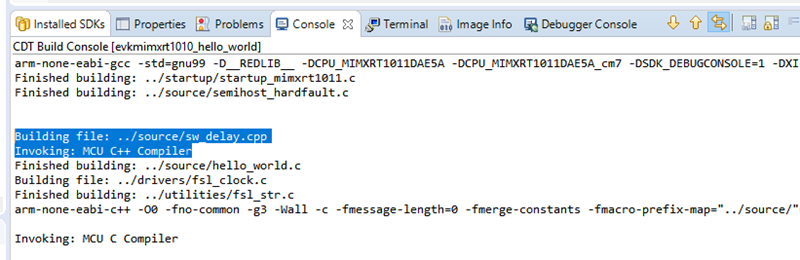 Installed SDKs Properties Problems Console Terminal Image Info Debugger Console
CDT Build Console [evkmimxrt1010_hello_world]
arm-none-eabi-gcc -std=gnu99 -D__REDLIB__ -DCPU_MIMXRT1011DAE5A -DCPU_MIMXRT1011DAE5A_cm7 -DSDK_DEBUGCONSOLE=1 -DXI
Finished building: ../startup/startup_mimxrt1011.c
Finished building: ../source/semihost_hardfault.c
Building file: ../source/sw_delay.cpp
Invoking: MCU C++ Compiler
Finished building: ../source/hello_world.c
Building file: ../drivers/fsl_clock.c
Finished building: ../utilities/fsl_str.c
arm-none-eabi-c++ -O0 -fno-common -g3 -Wall -c -fmessage-length=0 -fmerge-constants -fmacro-prefix-map="../source/"
Invoking: MCU C Compiler